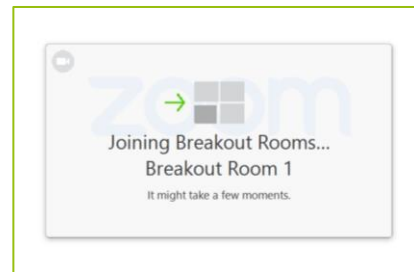 zoom
Joining Breakout Rooms...
Breakout Room 1
It might take a few moments.